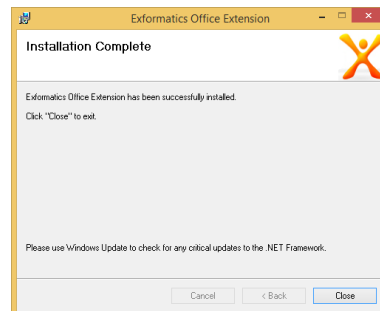 Exformatics Office Extension
Installation Complete
Exformatics Office Extension has been successfully installed.
Click "Close" to exit.
Please use Windows Update to check for any critical updates to the .NET Framework.
Cancel
< Back
Close